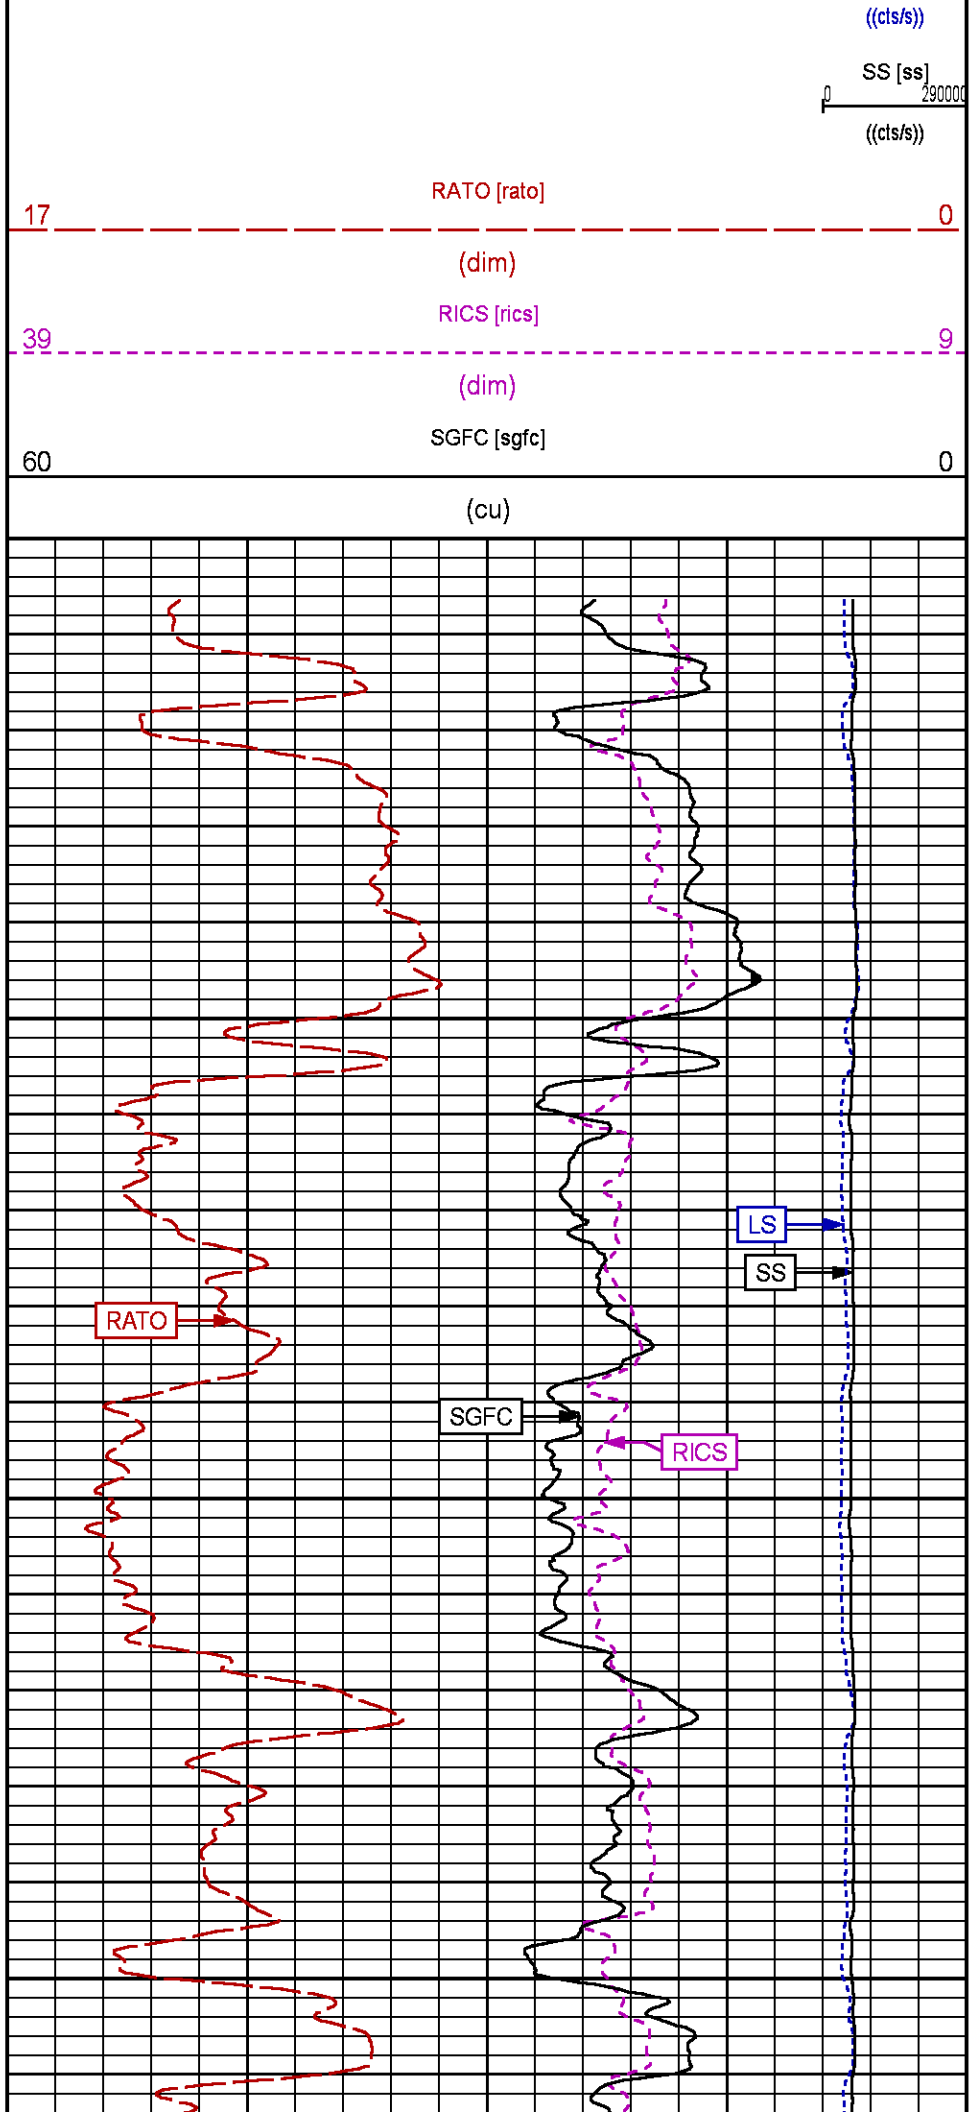 ((cts/s))
SS [ss]
0 290000
((cts/s))
RATO [rato]
17 0
(dim)
RICS [rics]
39 9
(dim)
SGFC [sgfc]
60 0
(cu)
LS
SS
RATO
SGFC
RICS